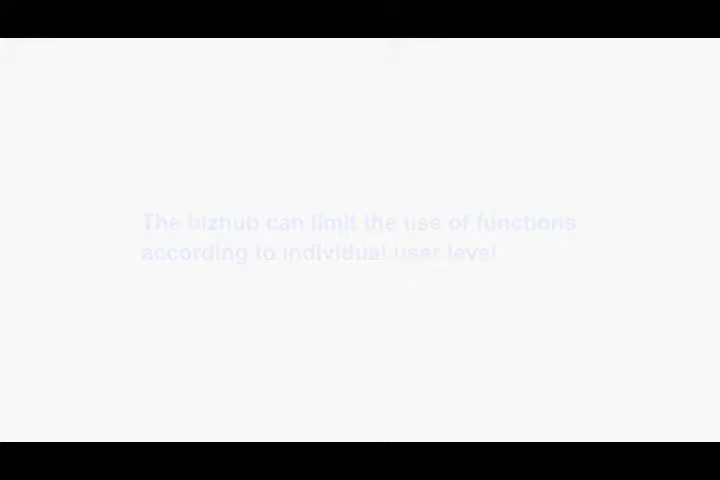 The bizhub can limit the use of functions
according to individual user level